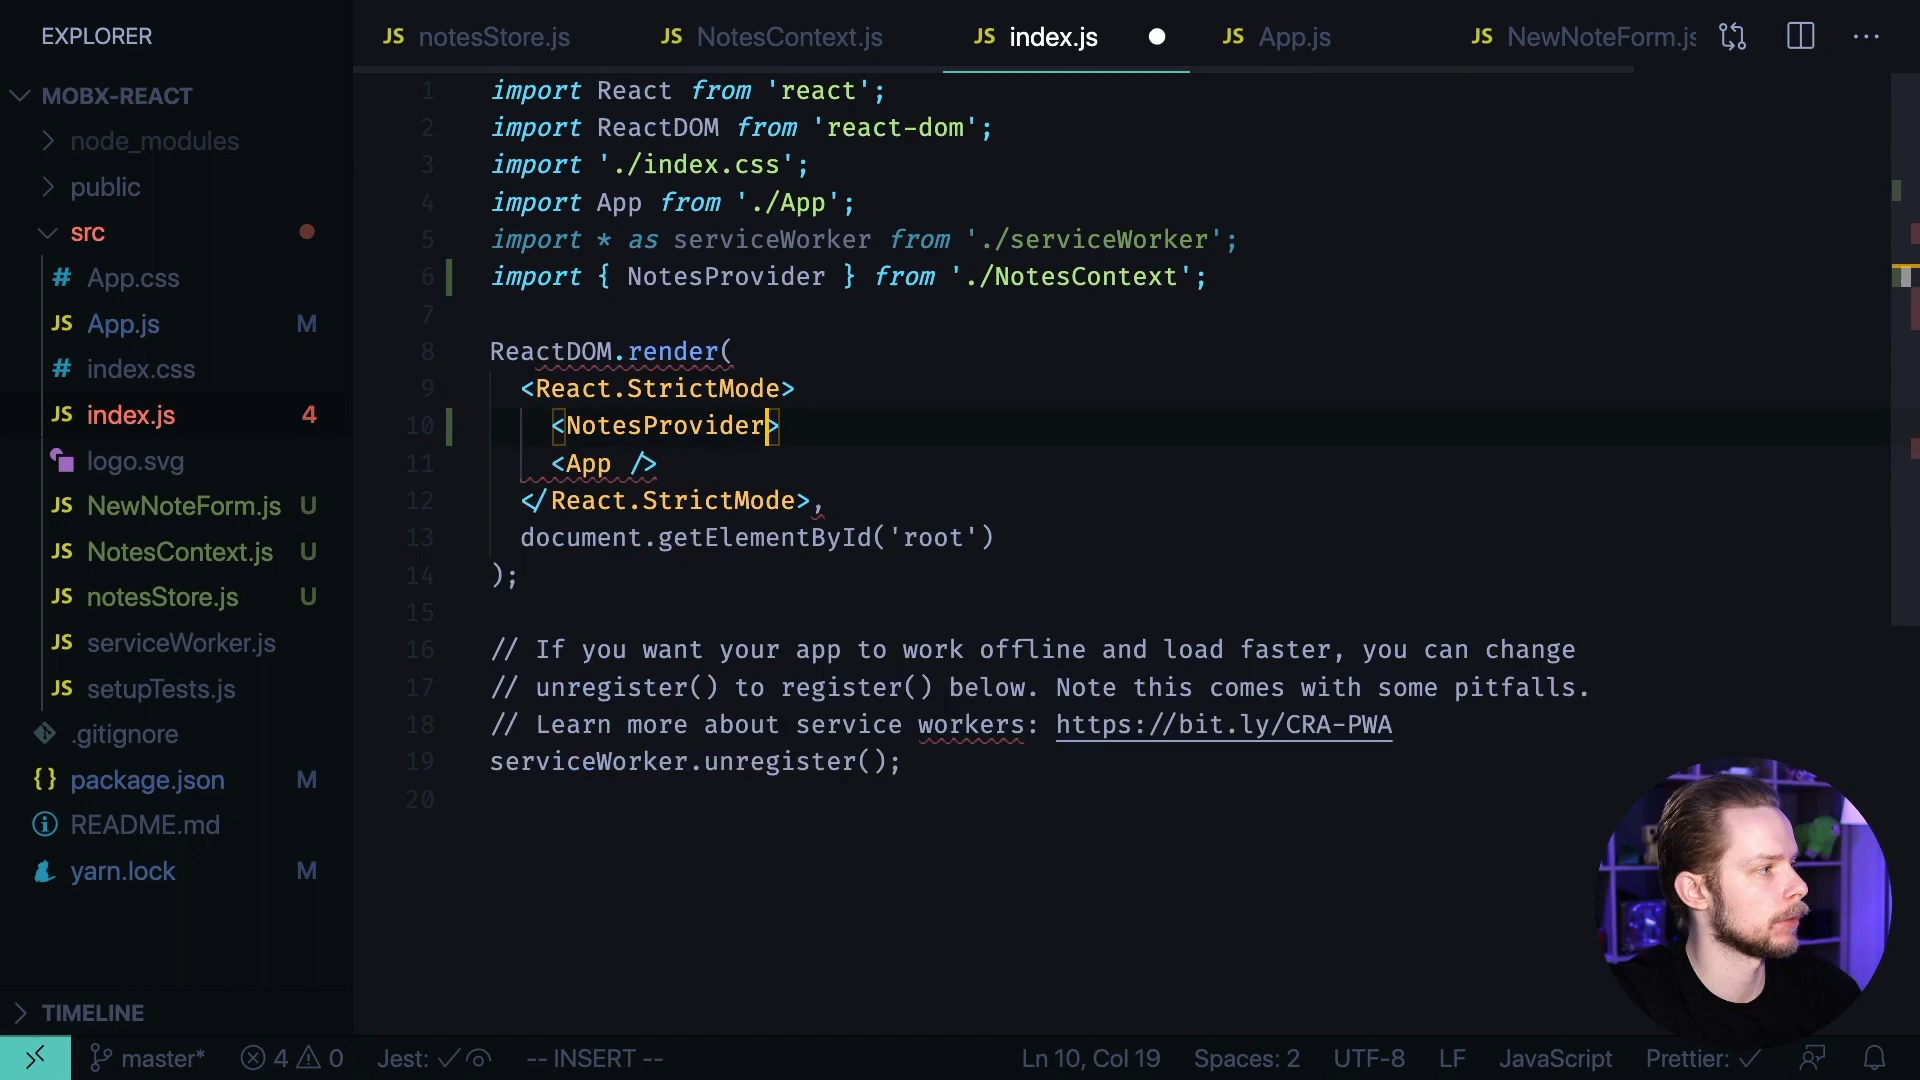 EXPLORER
MOBX-REACT
node_modules
public
src
# App.css
JS App.js M
# index.css
JS index.js 4
logo.svg
JS NewNoteForm.js U
JS NotesContext.js U
JS notesStore.js U
JS serviceWorker.js
JS setupTests.js
.gitignore
{} package.json M
README.md
yarn.lock M
TIMELINE
JS notesStore.js JS NotesContext.js JS index.js JS App.js JS NewNoteForm.js
1 import React from 'react';
2 import ReactDOM from 'react-dom';
3 import './index.css';
4 import App from './App';
5 import * as serviceWorker from './serviceWorker';
6 import { NotesProvider } from './NotesContext';
7
8 ReactDOM.render(
9 <React.StrictMode>
10 <NotesProvider>
11 <App />
12 </React.StrictMode>,
13 document.getElementById('root')
14 );
15
16 // If you want your app to work offline and load faster, you can change
17 // unregister() to register() below. Note this comes with some pitfalls.
18 // Learn more about service workers: https://bit.ly/CRA-PWA
19 serviceWorker.unregister();
20
master* 4 0 Jest: -- INSERT -- Ln 10, Col 19 Spaces: 2 UTF-8 LF JavaScript Prettier: